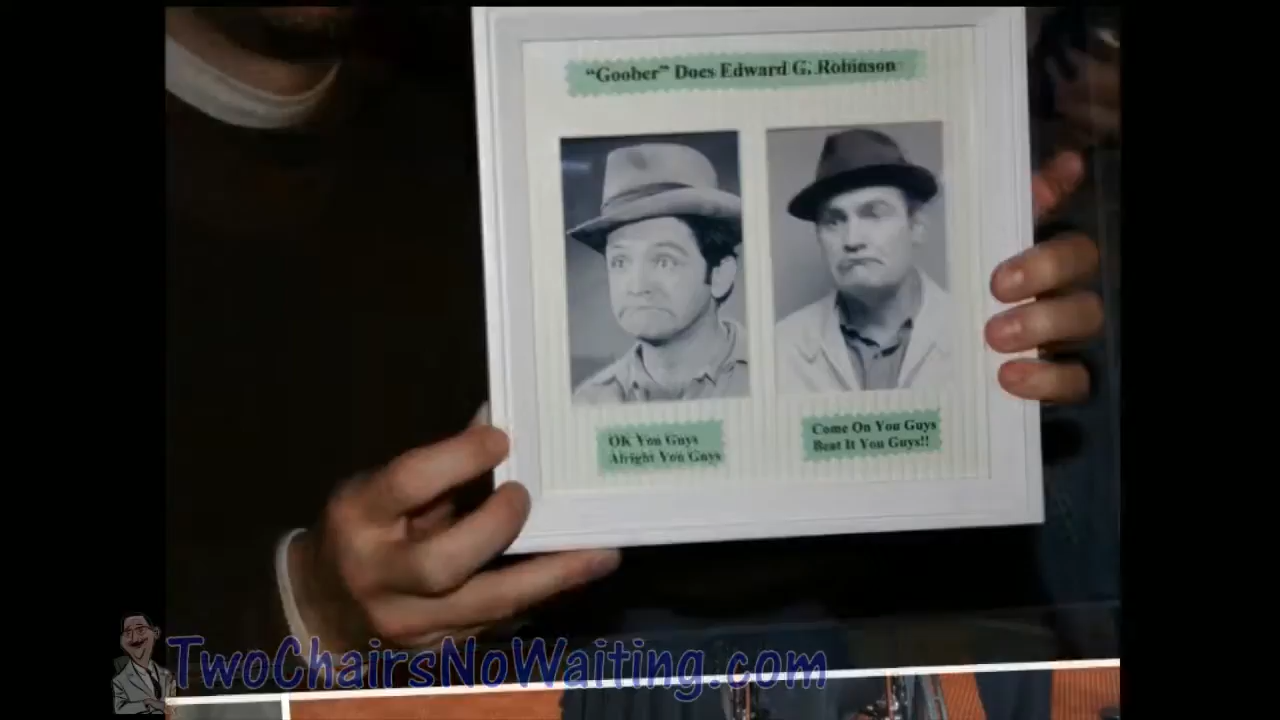 "Goober" Does Edward G. Robinson
OK You Guys
Alright You Guys
Come On You Guys
Beat It You Guys!!
TwoChairsNoWaiting.com